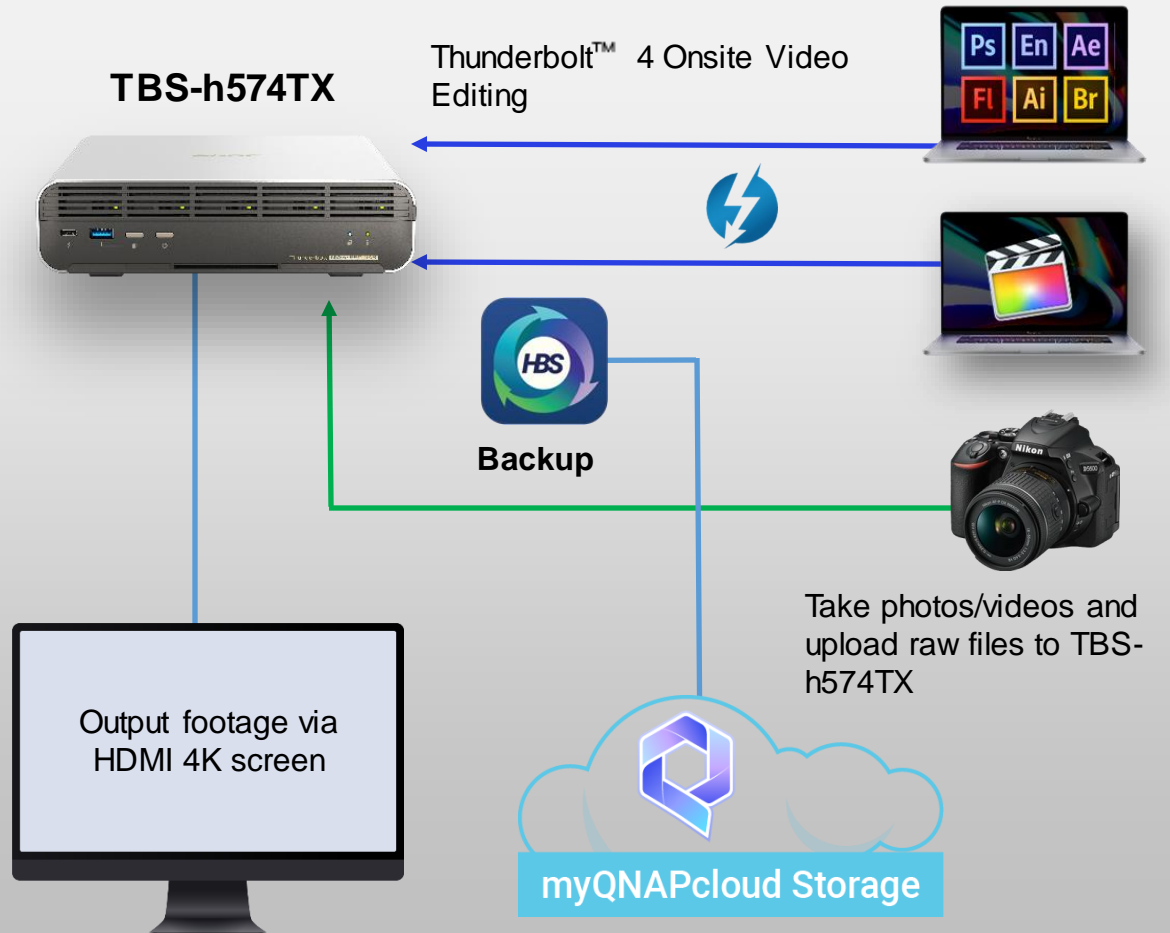 TBS-h574TX
Thunderbolt™ 4 Onsite Video
Editing
Ps En Ae
Fl Ai Br
HBS
Backup
Nikon
D5600
Take photos/videos and
upload raw files to TBS-
h574TX
Output footage via
HDMI 4K screen
myQNAPcloud Storage